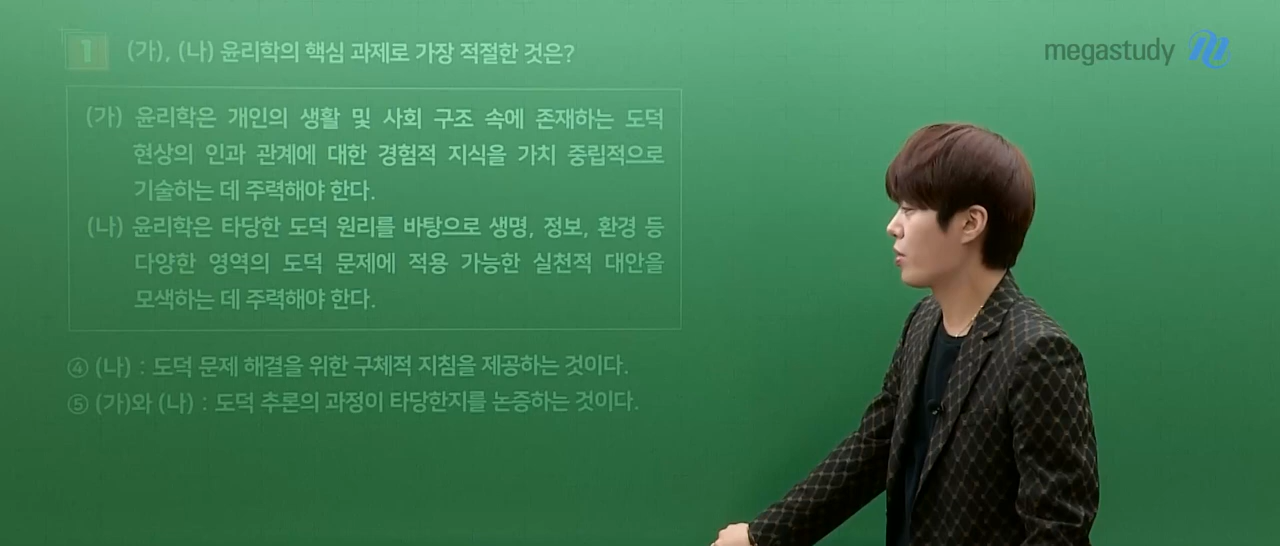 1 (가), (나) 윤리학의 핵심 과제로 가장 적절한 것은?
megastudy
(가) 윤리학은 개인의 생활 및 사회 구조 속에 존재하는 도덕
현상의 인과 관계에 대한 경험적 지식을 가치 중립적으로
기술하는 데 주력해야 한다.
(나) 윤리학은 타당한 도덕 원리를 바탕으로 생명, 정보, 환경 등
다양한 영역의 도덕 문제에 적용 가능한 실천적 대안을
모색하는 데 주력해야 한다.
④ (나) : 도덕 문제 해결을 위한 구체적 지침을 제공하는 것이다.
⑤ (가)와 (나) : 도덕 추론의 과정이 타당한지를 논증하는 것이다.